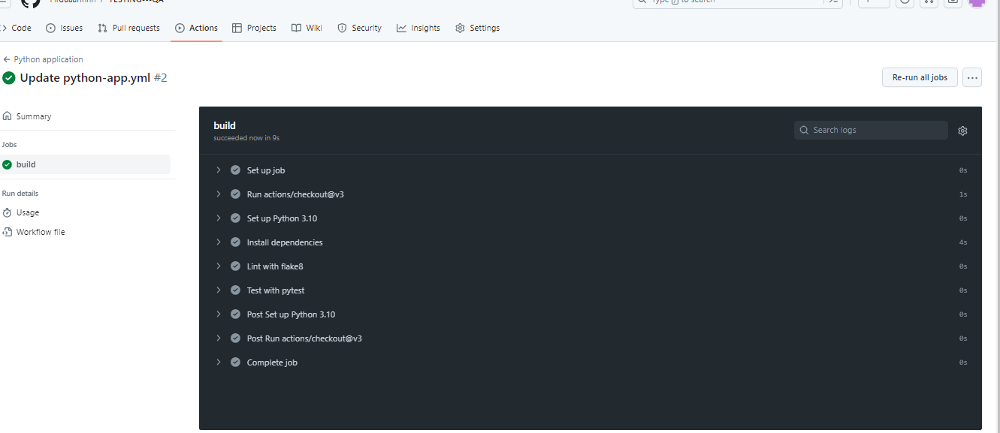 TESTING---QA
Type / to search
Code Issues Pull requests Actions Projects Wiki Security Insights Settings
Python application
Update python-app.yml #2
Re-run all jobs
Summary
Jobs
build
Run details
Usage
Workflow file
build
succeeded now in 9s
Search logs
Set up job 0s
Run actions/checkout@v3 1s
Set up Python 3.10 0s
Install dependencies 4s
Lint with flake8 0s
Test with pytest 0s
Post Set up Python 3.10 0s
Post Run actions/checkout@v3 0s
Complete job 0s